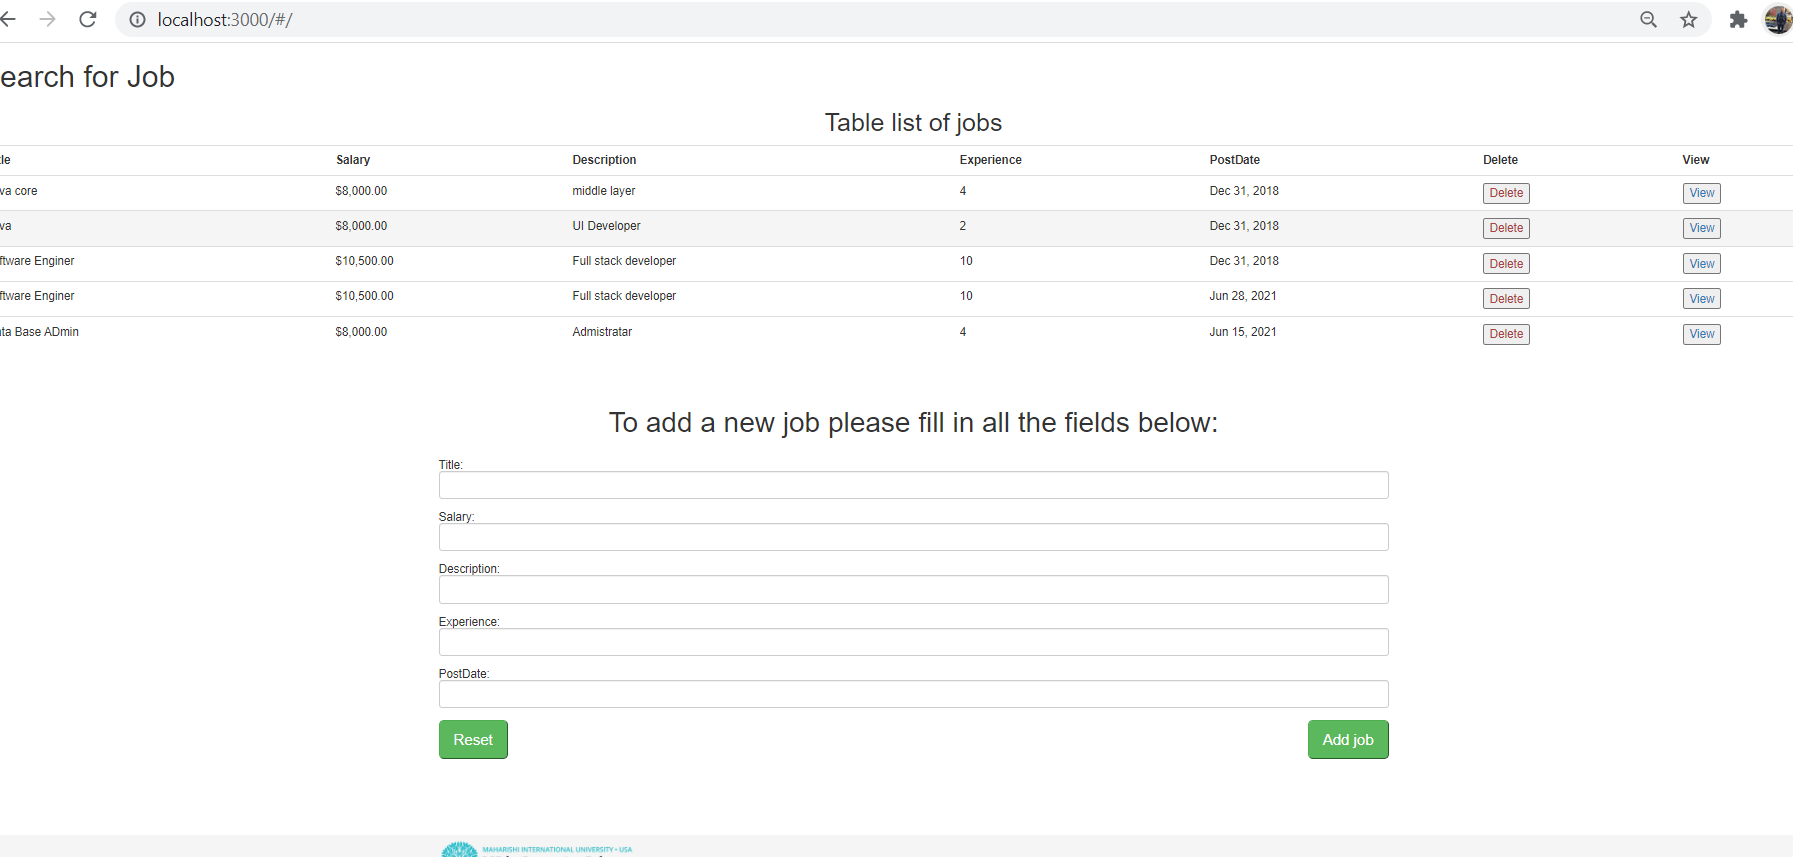 localhost:3000/#/
earch for Job
Table list of jobs
le Salary Description Experience PostDate Delete View
va core $8,000.00 middle layer 4 Dec 31, 2018 Delete View
va $8,000.00 UI Developer 2 Dec 31, 2018 Delete View
ftware Enginer $10,500.00 Full stack developer 10 Dec 31, 2018 Delete View
ftware Enginer $10,500.00 Full stack developer 10 Jun 28, 2021 Delete View
ta Base ADmin $8,000.00 Admistratar 4 Jun 15, 2021 Delete View
To add a new job please fill in all the fields below:
Title:
Salary:
Description:
Experience:
PostDate:
Reset Add job
MAHARISHI INTERNATIONAL UNIVERSITY • USA